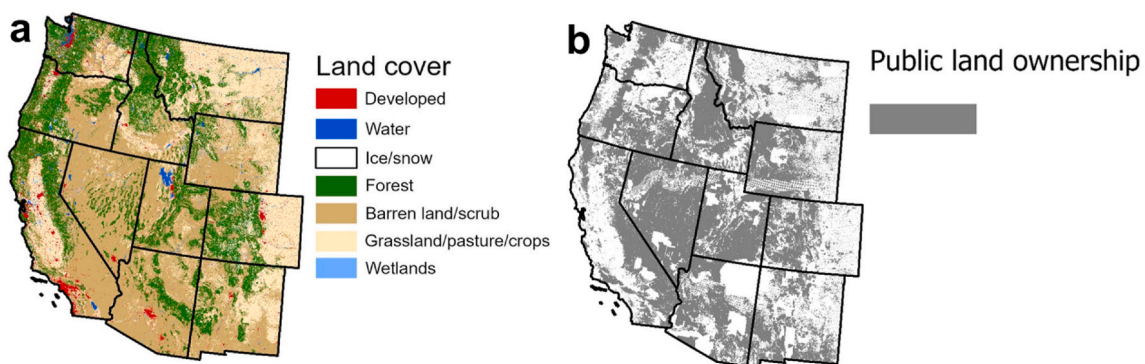 a
Land cover
Developed
Water
Ice/snow
Forest
Barren land/scrub
Grassland/pasture/crops
Wetlands
b
Public land ownership